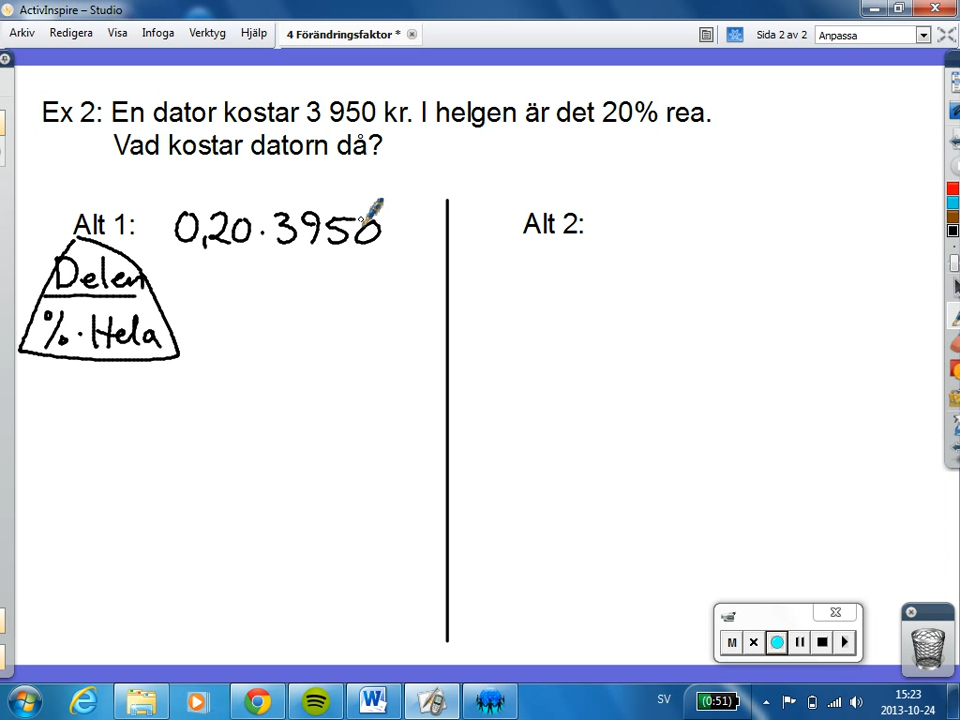 ActivInspire – Studio
Arkiv Redigera Visa Infoga Verktyg Hjälp 4 Förändringsfaktor * Sida 2 av 2 Anpassa
Ex 2: En dator kostar 3 950 kr. I helgen är det 20% rea.
Vad kostar datorn då?
Alt 1: 0,20 · 3950
Alt 2:
Delen
% · Hela
M
SV (0:51) 15:23
2013-10-24